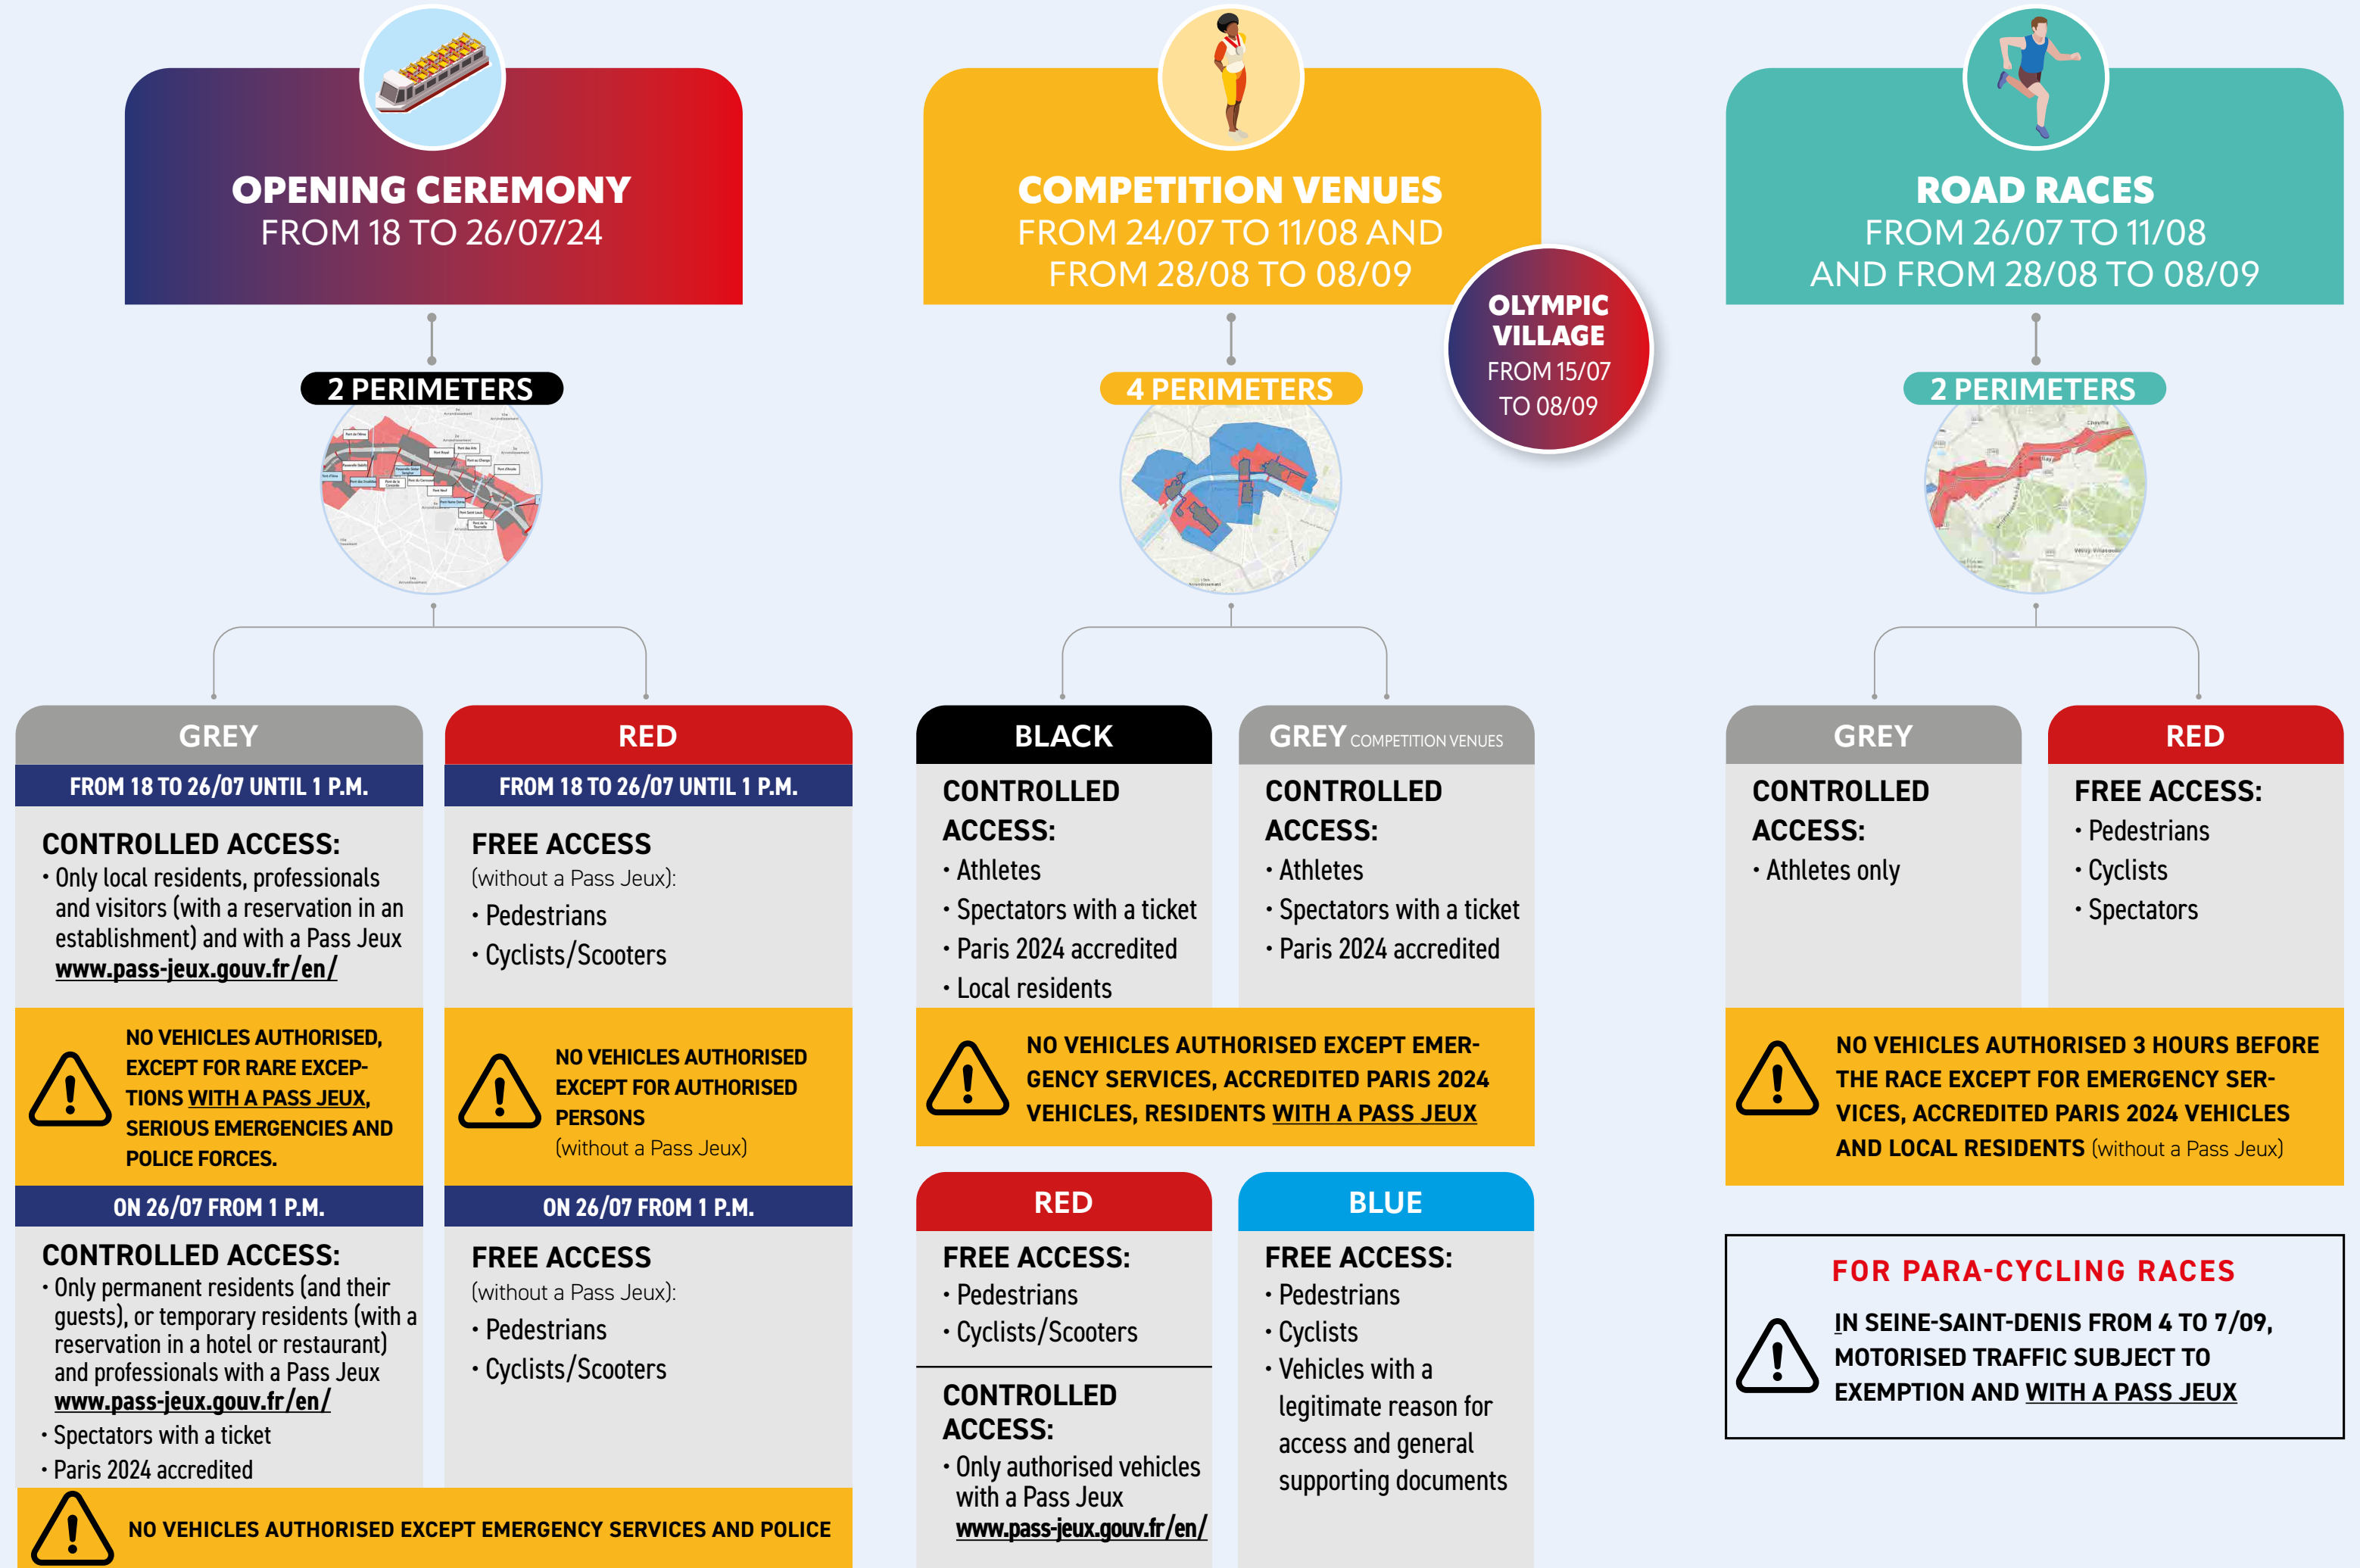 OPENING CEREMONY
FROM 18 TO 26/07/24
2 PERIMETERS
GREY
FROM 18 TO 26/07 UNTIL 1 P.M.
CONTROLLED ACCESS:
• Only local residents, professionals
and visitors (with a reservation in an
establishment) and with a Pass Jeux
www.pass-jeux.gouv.fr/en/
NO VEHICLES AUTHORISED,
EXCEPT FOR RARE EXCEP-
TIONS WITH A PASS JEUX,
SERIOUS EMERGENCIES AND
POLICE FORCES.
ON 26/07 FROM 1 P.M.
CONTROLLED ACCESS:
• Only permanent residents (and their
guests), or temporary residents (with a
reservation in a hotel or restaurant)
and professionals with a Pass Jeux
www.pass-jeux.gouv.fr/en/
• Spectators with a ticket
• Paris 2024 accredited
RED
FROM 18 TO 26/07 UNTIL 1 P.M.
FREE ACCESS
(without a Pass Jeux):
• Pedestrians
• Cyclists/Scooters
NO VEHICLES AUTHORISED
EXCEPT FOR AUTHORISED
PERSONS
(without a Pass Jeux)
ON 26/07 FROM 1 P.M.
FREE ACCESS
(without a Pass Jeux):
• Pedestrians
• Cyclists/Scooters
NO VEHICLES AUTHORISED EXCEPT EMERGENCY SERVICES AND POLICE
COMPETITION VENUES
FROM 24/07 TO 11/08 AND
FROM 28/08 TO 08/09
OLYMPIC
VILLAGE
FROM 15/07
TO 08/09
4 PERIMETERS
BLACK
CONTROLLED
ACCESS:
• Athletes
• Spectators with a ticket
• Paris 2024 accredited
• Local residents
GREY COMPETITION VENUES
CONTROLLED
ACCESS:
• Athletes
• Spectators with a ticket
• Paris 2024 accredited
NO VEHICLES AUTHORISED EXCEPT EMER-
GENCY SERVICES, ACCREDITED PARIS 2024
VEHICLES, RESIDENTS WITH A PASS JEUX
RED
FREE ACCESS:
• Pedestrians
• Cyclists/Scooters
CONTROLLED
ACCESS:
• Only authorised vehicles
with a Pass Jeux
www.pass-jeux.gouv.fr/en/
BLUE
FREE ACCESS:
• Pedestrians
• Cyclists
• Vehicles with a
legitimate reason for
access and general
supporting documents
ROAD RACES
FROM 26/07 TO 11/08
AND FROM 28/08 TO 08/09
2 PERIMETERS
GREY
CONTROLLED
ACCESS:
• Athletes only
RED
FREE ACCESS:
• Pedestrians
• Cyclists
• Spectators
NO VEHICLES AUTHORISED 3 HOURS BEFORE
THE RACE EXCEPT FOR EMERGENCY SER-
VICES, ACCREDITED PARIS 2024 VEHICLES
AND LOCAL RESIDENTS (without a Pass Jeux)
FOR PARA-CYCLING RACES
IN SEINE-SAINT-DENIS FROM 4 TO 7/09,
MOTORISED TRAFFIC SUBJECT TO
EXEMPTION AND WITH A PASS JEUX